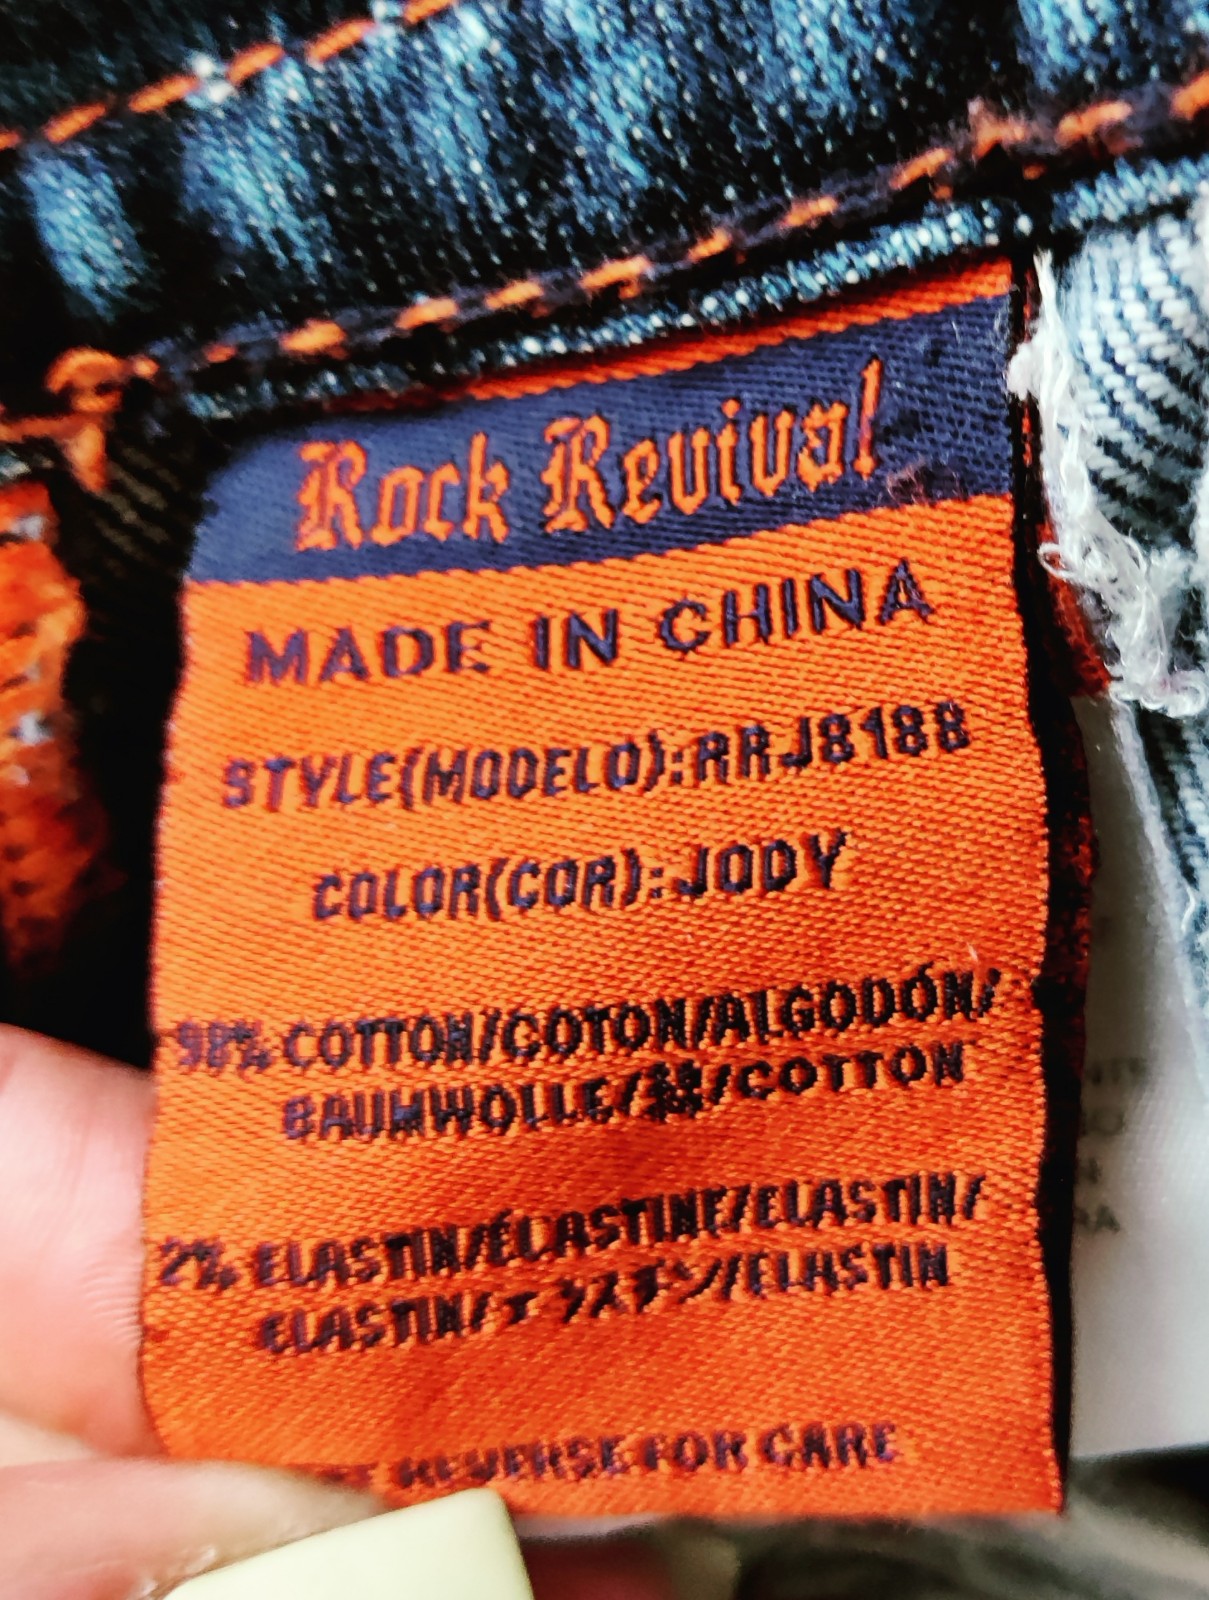 Rock Revival
MADE IN CHINA
STYLE(MODELO):RRJ8188
COLOR(COR):JODY
98% COTTON/COTON/ALGODÓN/
BAUMWOLLE/綿/COTTON
2% ELASTIN/ÉLASTINE/ELASTIN/
ELASTIN/エラスチン/ELASTIN
REVERSE FOR CARE